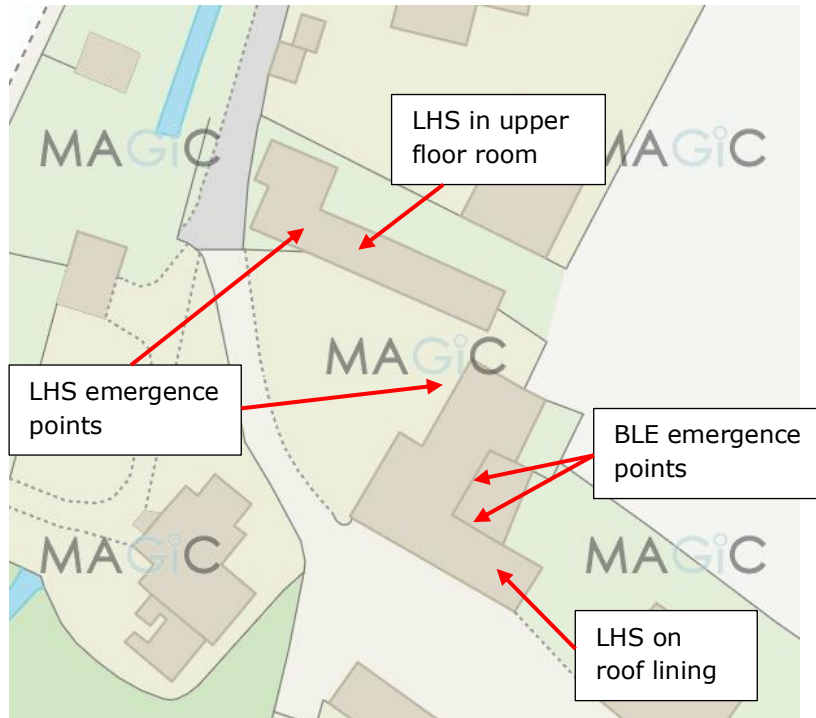 LHS in upper
floor room
MAGiC
MAGiC
MAGiC
LHS emergence
points
BLE emergence
points
MAGiC
MAGiC
LHS on
roof lining